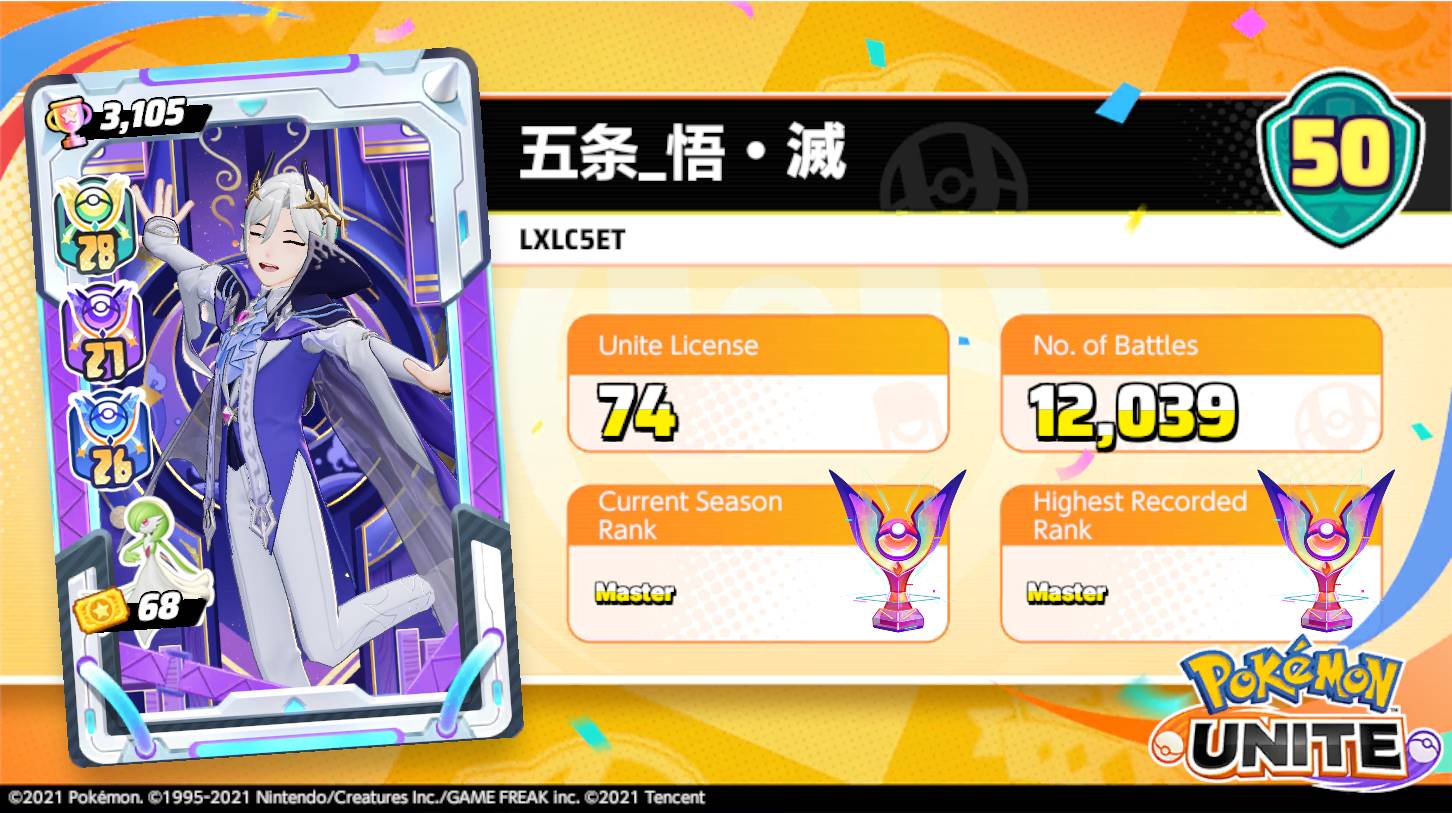 3,105
28
27
26
68
五条_悟・滅
50
LXLC5ET
Unite License
74
No. of Battles
12,039
Current Season
Rank
Master
Highest Recorded
Rank
Master
POKÉMON
UNITE
©2021 Pokémon. ©1995-2021 Nintendo/Creatures Inc./GAME FREAK inc. ©2021 Tencent